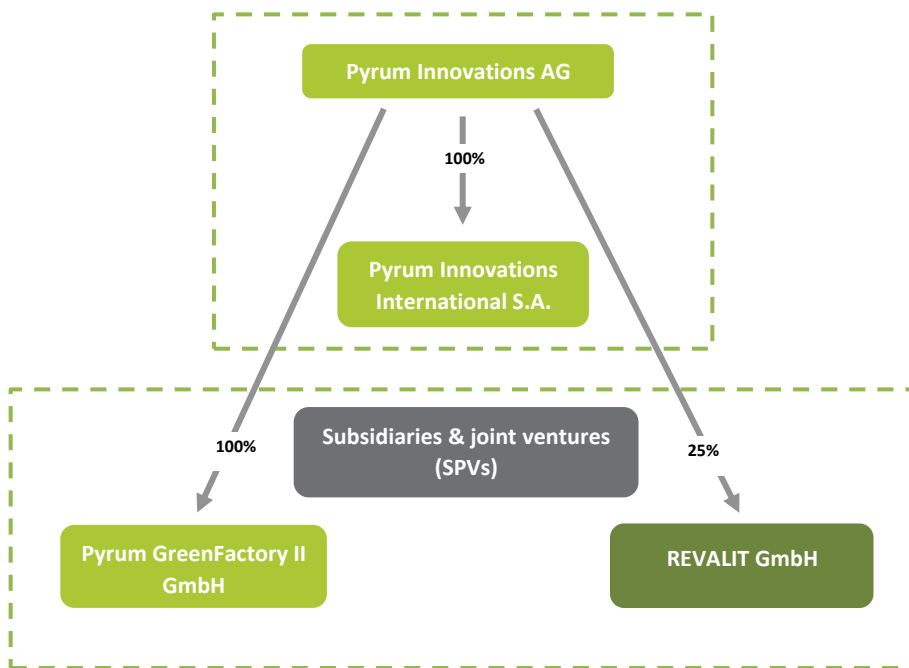 Pyrum Innovations AG
100%
Pyrum Innovations
International S.A.
Subsidiaries & joint ventures
(SPVs)
100%
25%
Pyrum GreenFactory II
GmbH
REVALIT GmbH